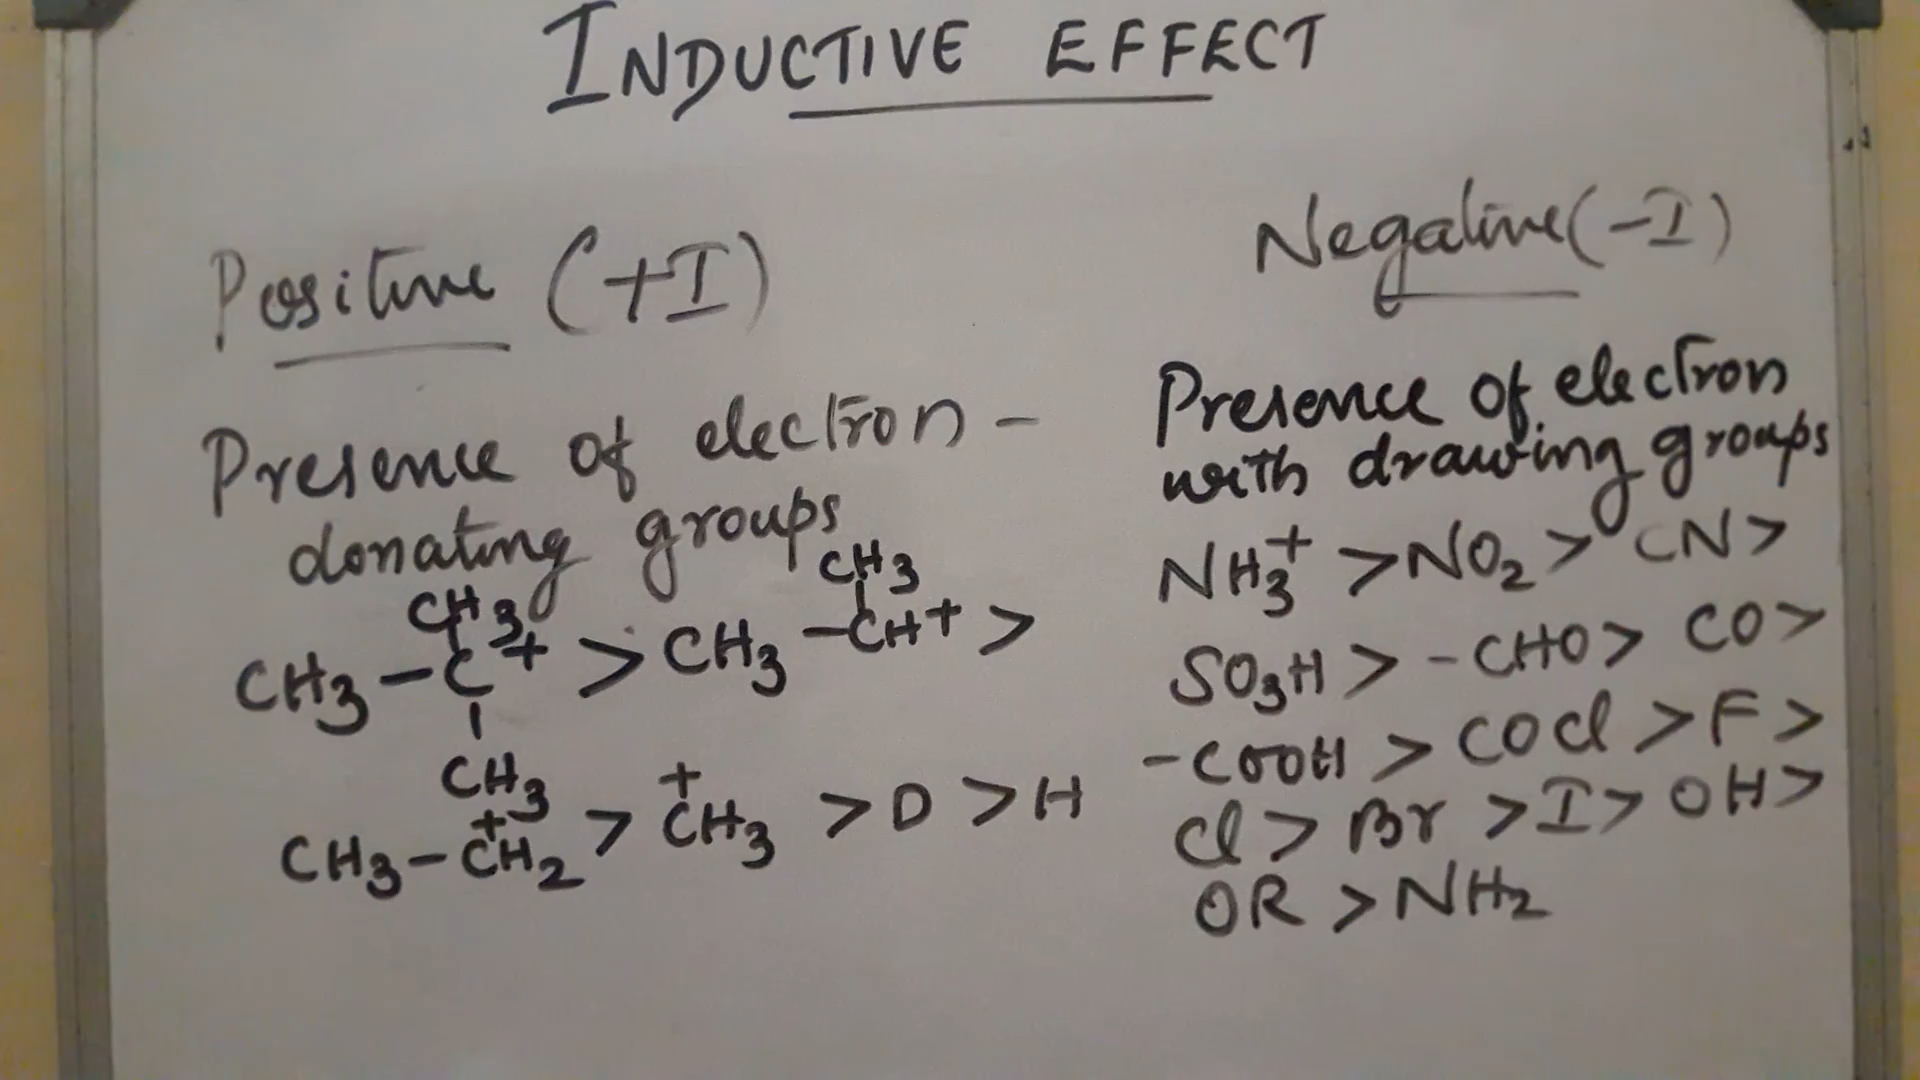 INDUCTIVE EFFECT
Positive (+I)
Presence of electron-
donating groups
CH3
CH3
CH3-C+ > CH3-CH+ >
CH3
CH3-CH2+ > CH3+ > D > H
Negative (-I)
Presence of electron
with drawing groups
NH3+ > NO2 > CN >
SO3H > -CHO > CO >
-COOH > COCl > F >
Cl > Br > I > OH >
OR > NH2